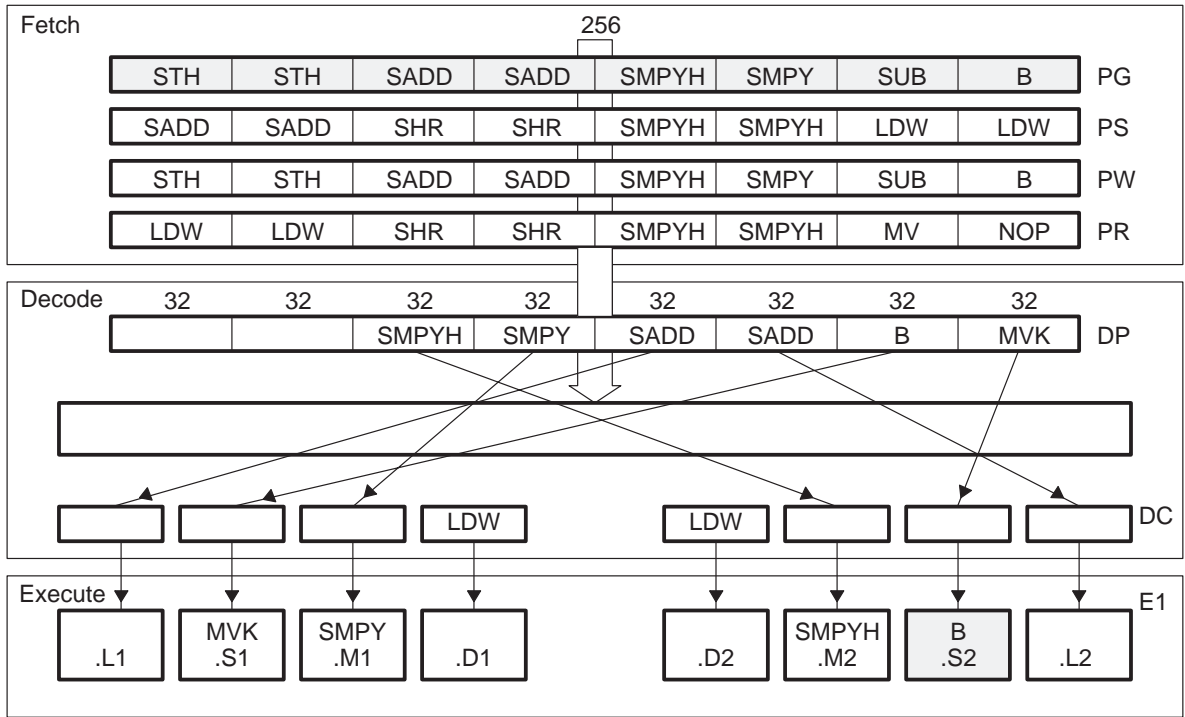 Fetch
256
STH STH SADD SADD SMPYH SMPY SUB B PG
SADD SADD SHR SHR SMPYH SMPYH LDW LDW PS
STH STH SADD SADD SMPYH SMPY SUB B PW
LDW LDW SHR SHR SMPYH SMPYH MV NOP PR
Decode 32 32 32 32 32 32 32 32
SMPYH SMPY SADD SADD B MVK DP
LDW LDW DC
Execute E1
MVK SMPY SMPYH B
.L1 .S1 .M1 .D1 .D2 .M2 .S2 .L2